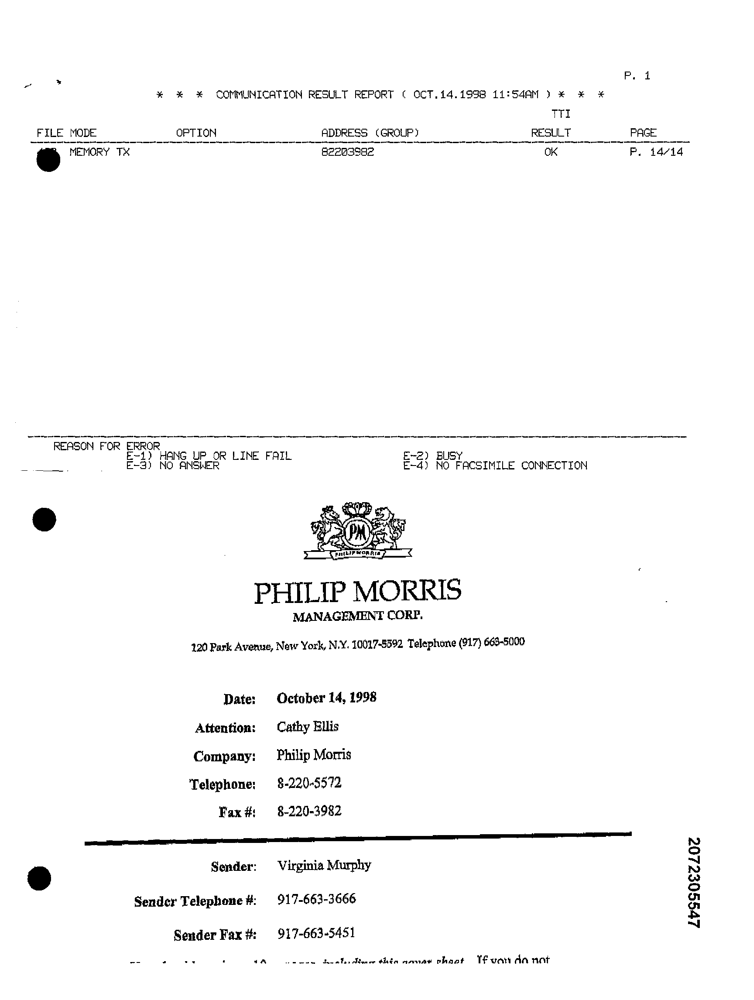 P. 1
* * * COMMUNICATION RESULT REPORT ( OCT.14.1998 11:54AM ) * * *
TTI
FILE MODE OPTION ADDRESS (GROUP) RESULT PAGE
MEMORY TX 82203982 OK P. 14/14
REASON FOR ERROR
E-1) HANG UP OR LINE FAIL E-2) BUSY
E-3) NO ANSWER E-4) NO FACSIMILE CONNECTION
PM
PHILIP MORRIS
PHILIP MORRIS
MANAGEMENT CORP.
120 Park Avenue, New York, N.Y. 10017-5592 Telephone (917) 663-5000
Date: October 14, 1998
Attention: Cathy Ellis
Company: Philip Morris
Telephone: 8-220-5572
Fax #: 8-220-3982
Sender: Virginia Murphy
Sender Telephone #: 917-663-3666
Sender Fax #: 917-663-5451
including this cover sheet. If you do not
2072305547